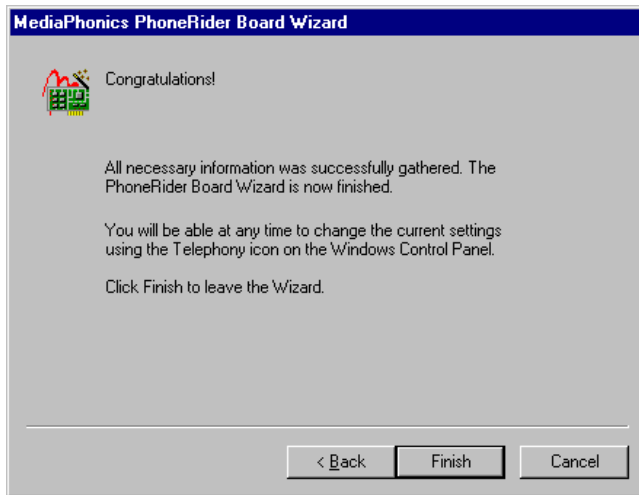 MediaPhonics PhoneRider Board Wizard
Congratulations!
All necessary information was successfully gathered. The
PhoneRider Board Wizard is now finished.
You will be able at any time to change the current settings
using the Telephony icon on the Windows Control Panel.
Click Finish to leave the Wizard.
< Back
Finish
Cancel